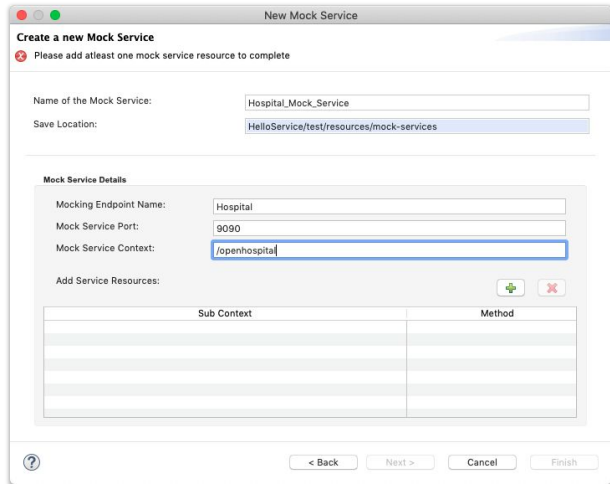 New Mock Service
Create a new Mock Service
Please add atleast one mock service resource to complete
Name of the Mock Service: Hospital_Mock_Service
Save Location: HelloService/test/resources/mock-services
Mock Service Details
Mocking Endpoint Name: Hospital
Mock Service Port: 9090
Mock Service Context: /openhospital
Add Service Resources:
Sub Context Method
? < Back Next > Cancel Finish